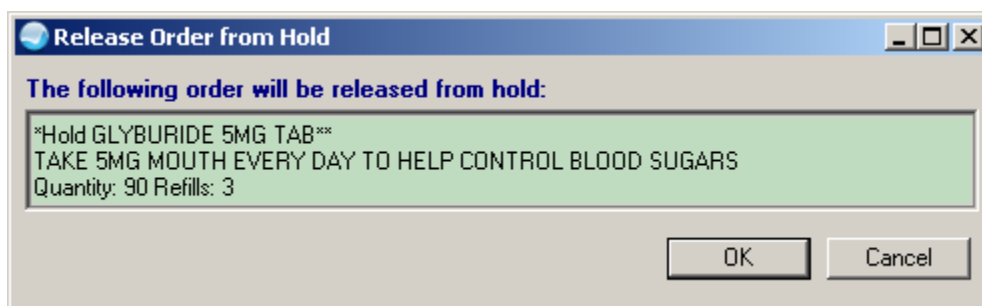 Release Order from Hold
The following order will be released from hold:
*Hold GLYBURIDE 5MG TAB**
TAKE 5MG MOUTH EVERY DAY TO HELP CONTROL BLOOD SUGARS
Quantity: 90 Refills: 3
OK Cancel